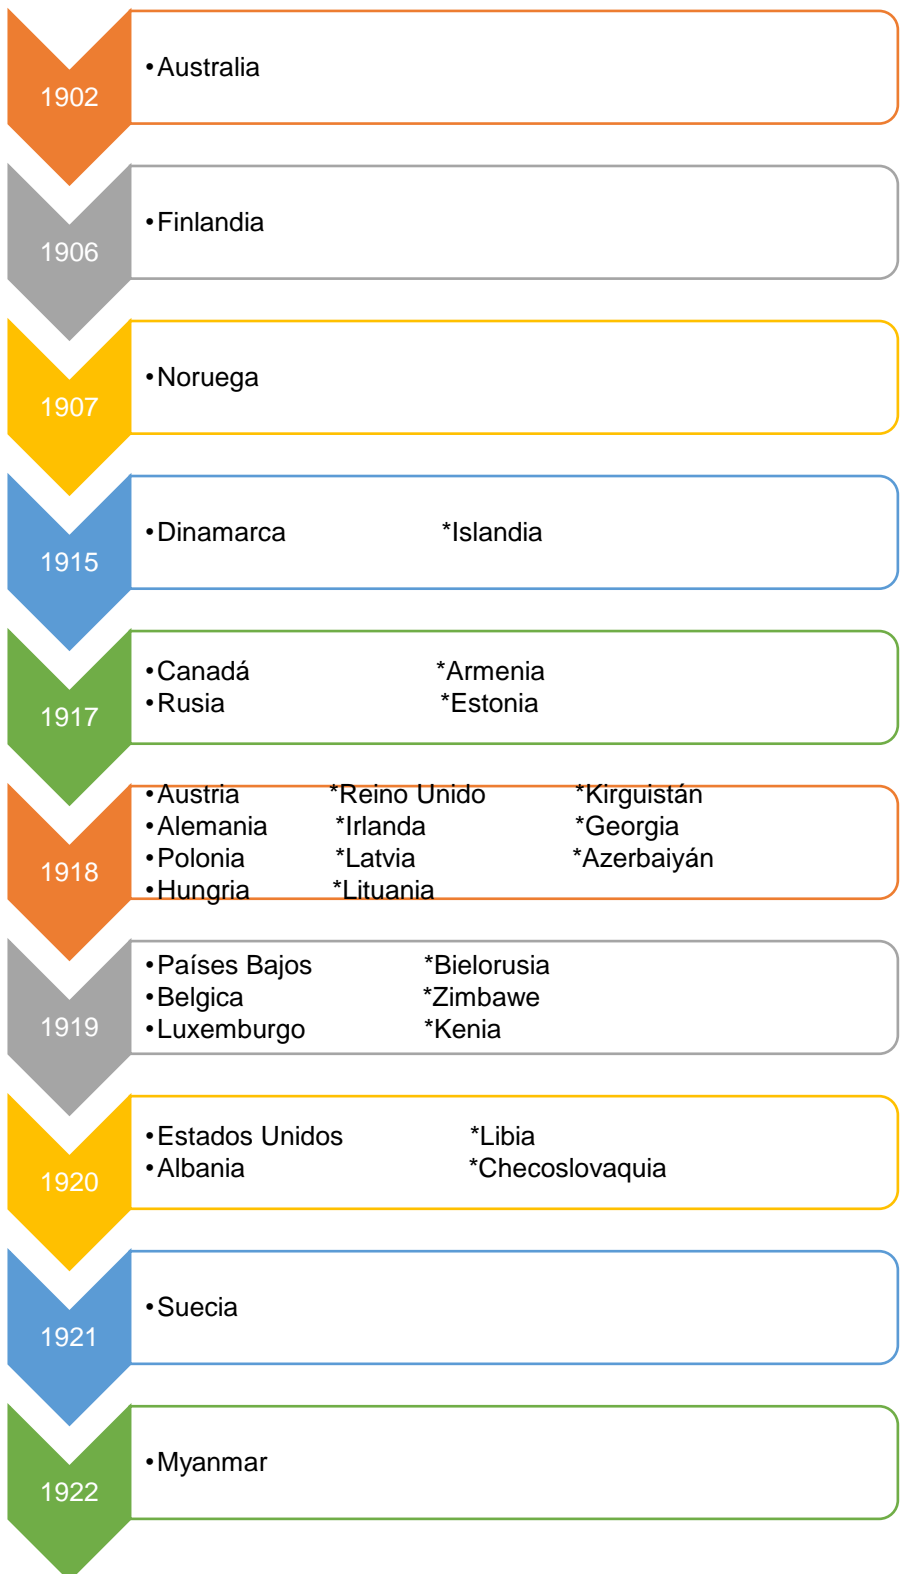 1902
•Australia
1906
•Finlandia
1907
•Noruega
1915
•Dinamarca *Islandia
1917
•Canadá *Armenia
•Rusia *Estonia
1918
•Austria *Reino Unido *Kirguistán
•Alemania *Irlanda *Georgia
•Polonia *Latvia *Azerbaiyán
•Hungria *Lituania
1919
•Países Bajos *Bielorusia
•Belgica *Zimbawe
•Luxemburgo *Kenia
1920
•Estados Unidos *Libia
•Albania *Checoslovaquia
1921
•Suecia
1922
•Myanmar